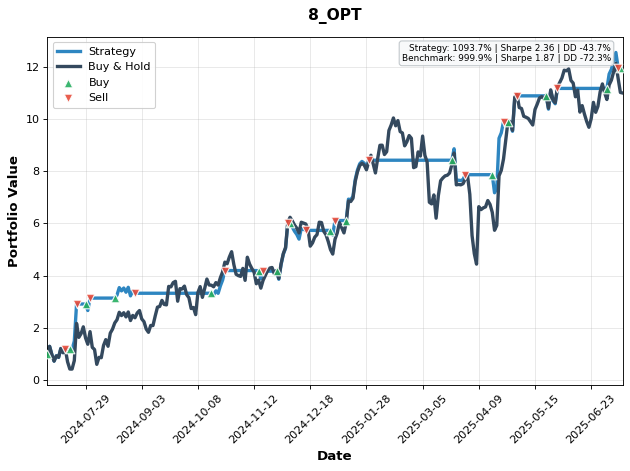 8_OPT
Strategy: 1093.7% | Sharpe 2.36 | DD -43.7%
Benchmark: 999.9% | Sharpe 1.87 | DD -72.3%
Strategy
Buy & Hold
Buy
Sell
Portfolio Value
12
10
8
6
4
2
0
2024-07-29
2024-09-03
2024-10-08
2024-11-12
2024-12-18
2025-01-28
2025-03-05
2025-04-09
2025-05-15
2025-06-23
Date